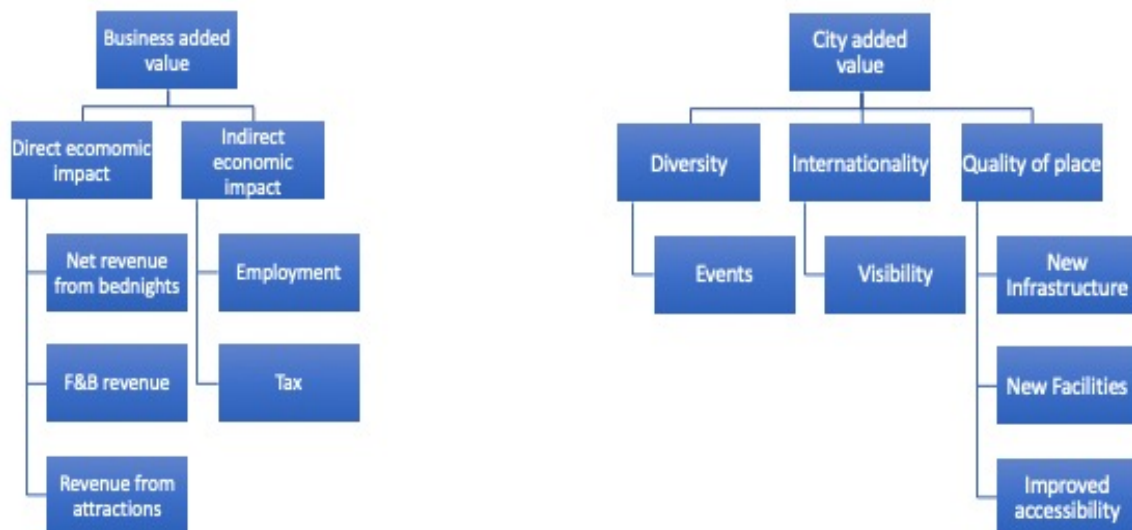 Business added
value
Direct ecomomic
impact
Indirect
economic
impact
Net revenue
from bednights
Employment
F&B revenue
Tax
Revenue from
attractions
City added
value
Diversity
Internationality
Quality of place
Events
Visibility
New
Infrastructure
New Facilities
Improved
accessibility